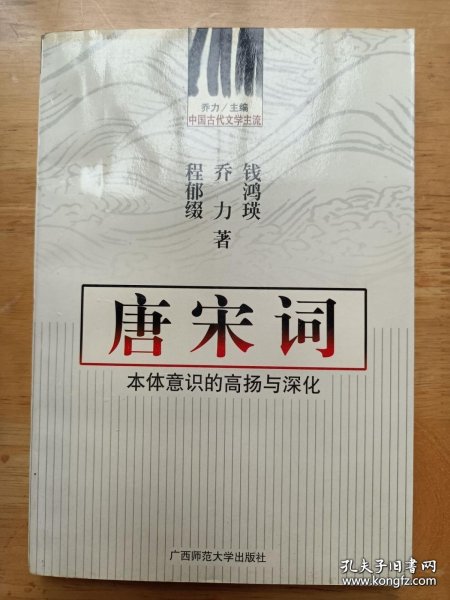 乔力/主编
中国古代文学主流
钱鸿瑛
乔力 著
程郁缀
唐宋词
本体意识的高扬与深化
广西师范大学出版社
孔夫子旧书网
www.kongfz.com